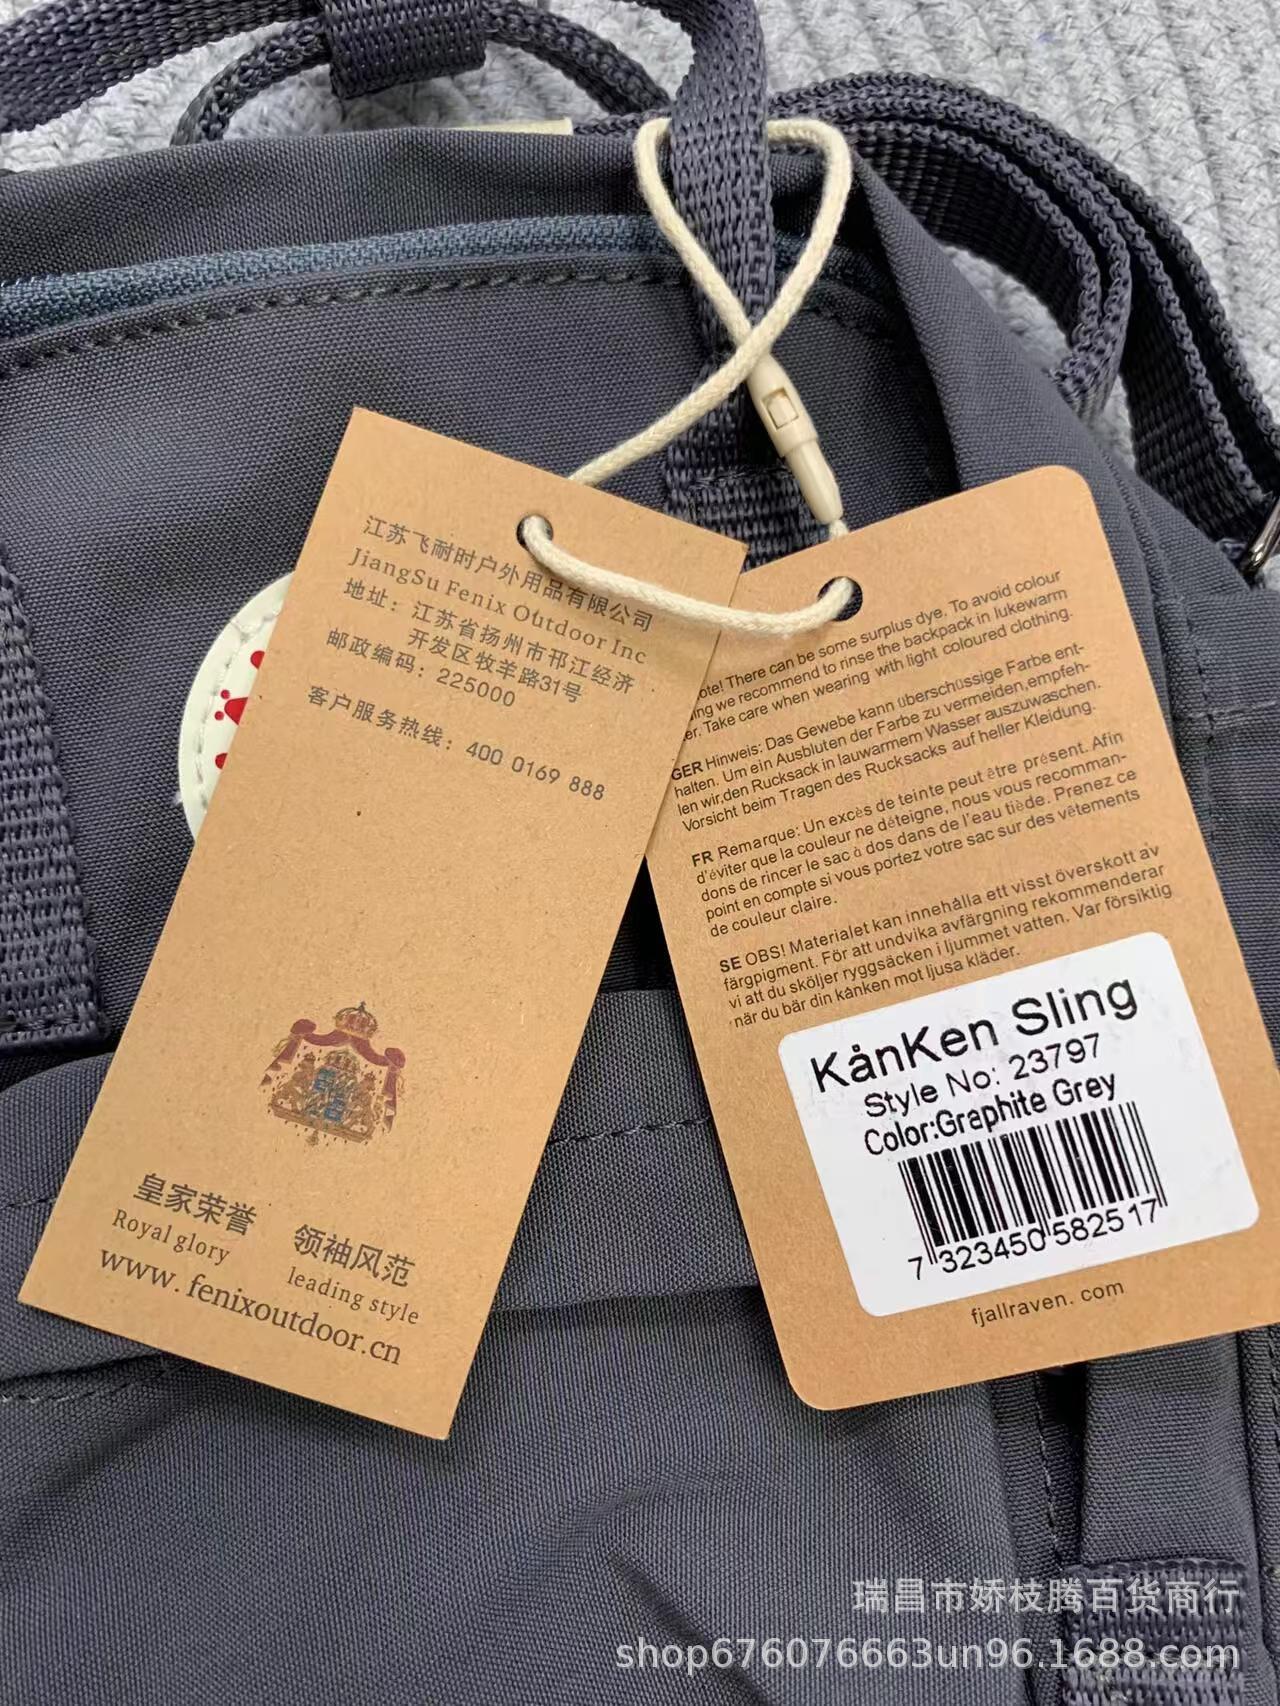 江苏飞耐时户外用品有限公司
JiangSu Fenix Outdoor Inc
地址：江苏省扬州市邗江经济
开发区牧羊路31号
邮政编码：225000
客户服务热线：400 0169 888
皇家荣誉 领袖风范
Royal glory leading style
www.fenixoutdoor.cn
There can be some surplus dye. To avoid colour
we recommend to rinse the backpack in lukewarm
Take care when wearing with light coloured clothing.
GER Hinweis: Das Gewebe kann überschüssige Farbe ent-
halten. Um ein Ausbluten der Farbe zu vermeiden,empfeh-
len wir,den Rucksack in lauwarmem Wasser auszuwaschen.
Vorsicht beim Tragen des Rucksacks auf heller Kleidung.
FR Remarque: Un excès de teinte peut être présent. Afin
d'éviter que la couleur ne déteigne, nous vous recomman-
dons de rincer le sac à dos dans de l'eau tiède. Prenez ce
point en compte si vous portez votre sac sur des vêtements
de couleur claire.
SE OBS! Materialet kan innehålla ett visst överskott av
färgpigment. För att undvika avfärgning rekommenderar
vi att du sköljer ryggsäcken i ljummet vatten. Var försiktig
när du bär din kånken mot ljusa kläder.
KånKen Sling
Style No: 23797
Color:Graphite Grey
7 323450 582517
fjallraven. com
瑞昌市娇枝腾百货商行
shop676076663un96.1688.com